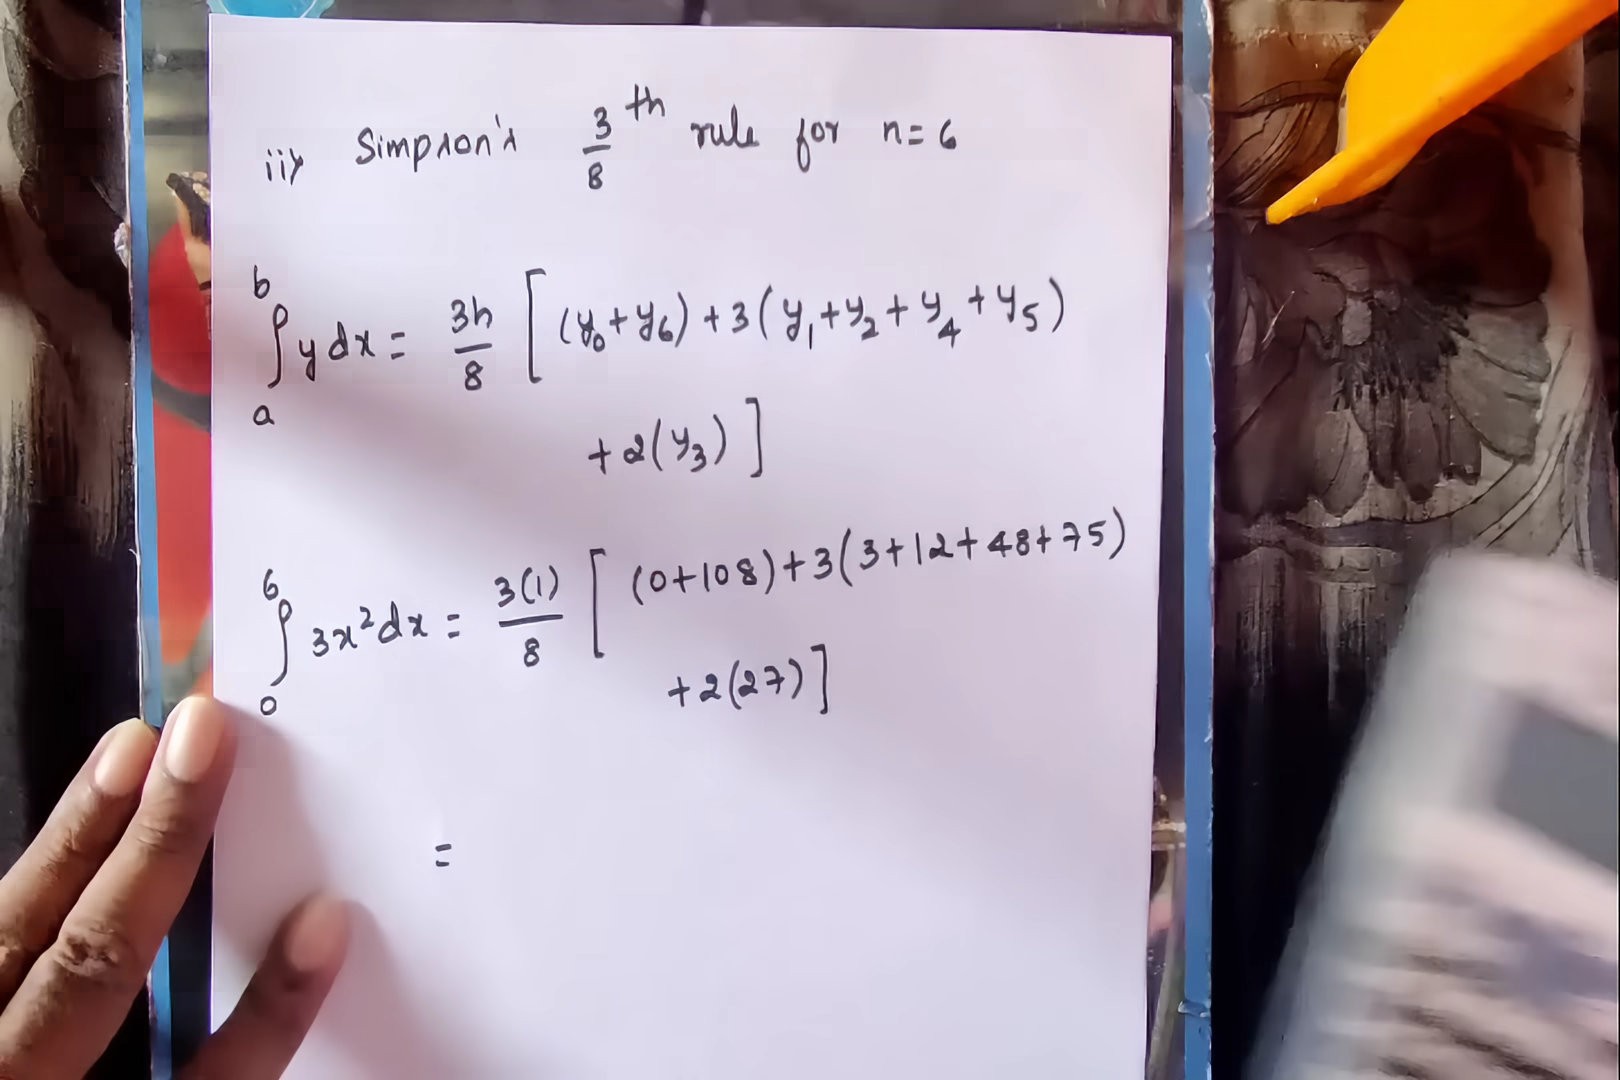 iii) Simpson's 3/8 th rule for n=6
b∫a y dx = 3h/8 [(y₀+y₆)+3(y₁+y₂+y₄+y₅)
+2(y₃)]
6∫0 3x²dx = 3(1)/8 [(0+108)+3(3+12+48+75)
+2(27)]
=